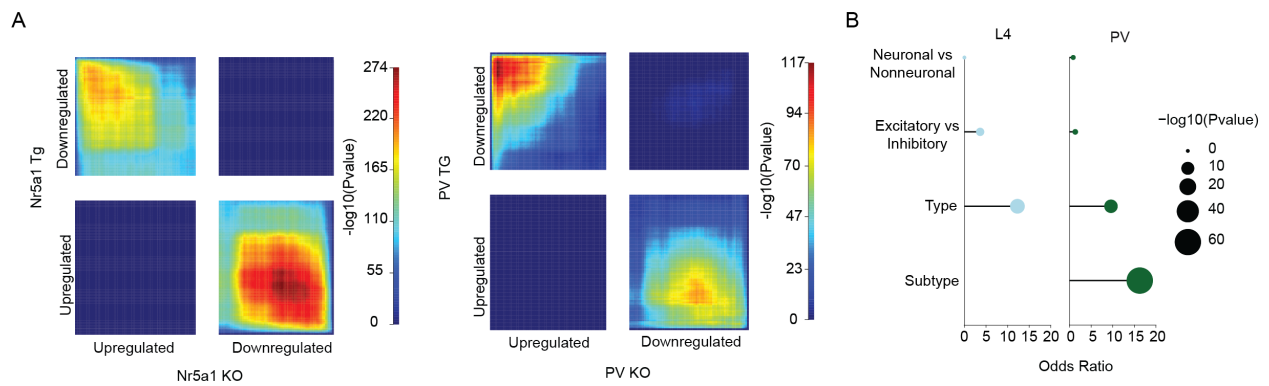 A
Nr5a1 Tg
Downregulated
Upregulated
Upregulated
Downregulated
Nr5a1 KO
274
220
165
110
55
0
-log10(Pvalue)
PV TG
Downregulated
Upregulated
Upregulated
Downregulated
PV KO
117
94
70
47
23
0
-log10(Pvalue)
B
L4
PV
Neuronal vs
Nonneuronal
Excitatory vs
Inhibitory
Type
Subtype
0 5 10 15 20
0 5 10 15 20
Odds Ratio
−log10(Pvalue)
0
10
20
40
60